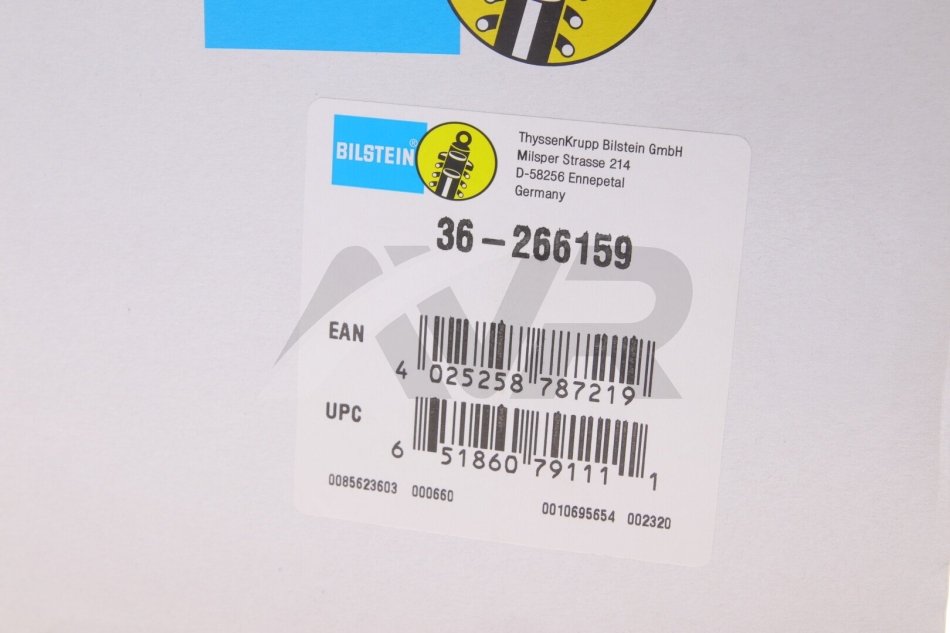 BILSTEIN®
ThyssenKrupp Bilstein GmbH
Milsper Strasse 214
D-58256 Ennepetal
Germany
36-266159
AVR
EAN
4 025258 787219
UPC
6 51860 79111 1
0085623603 000660
0010695654 002320